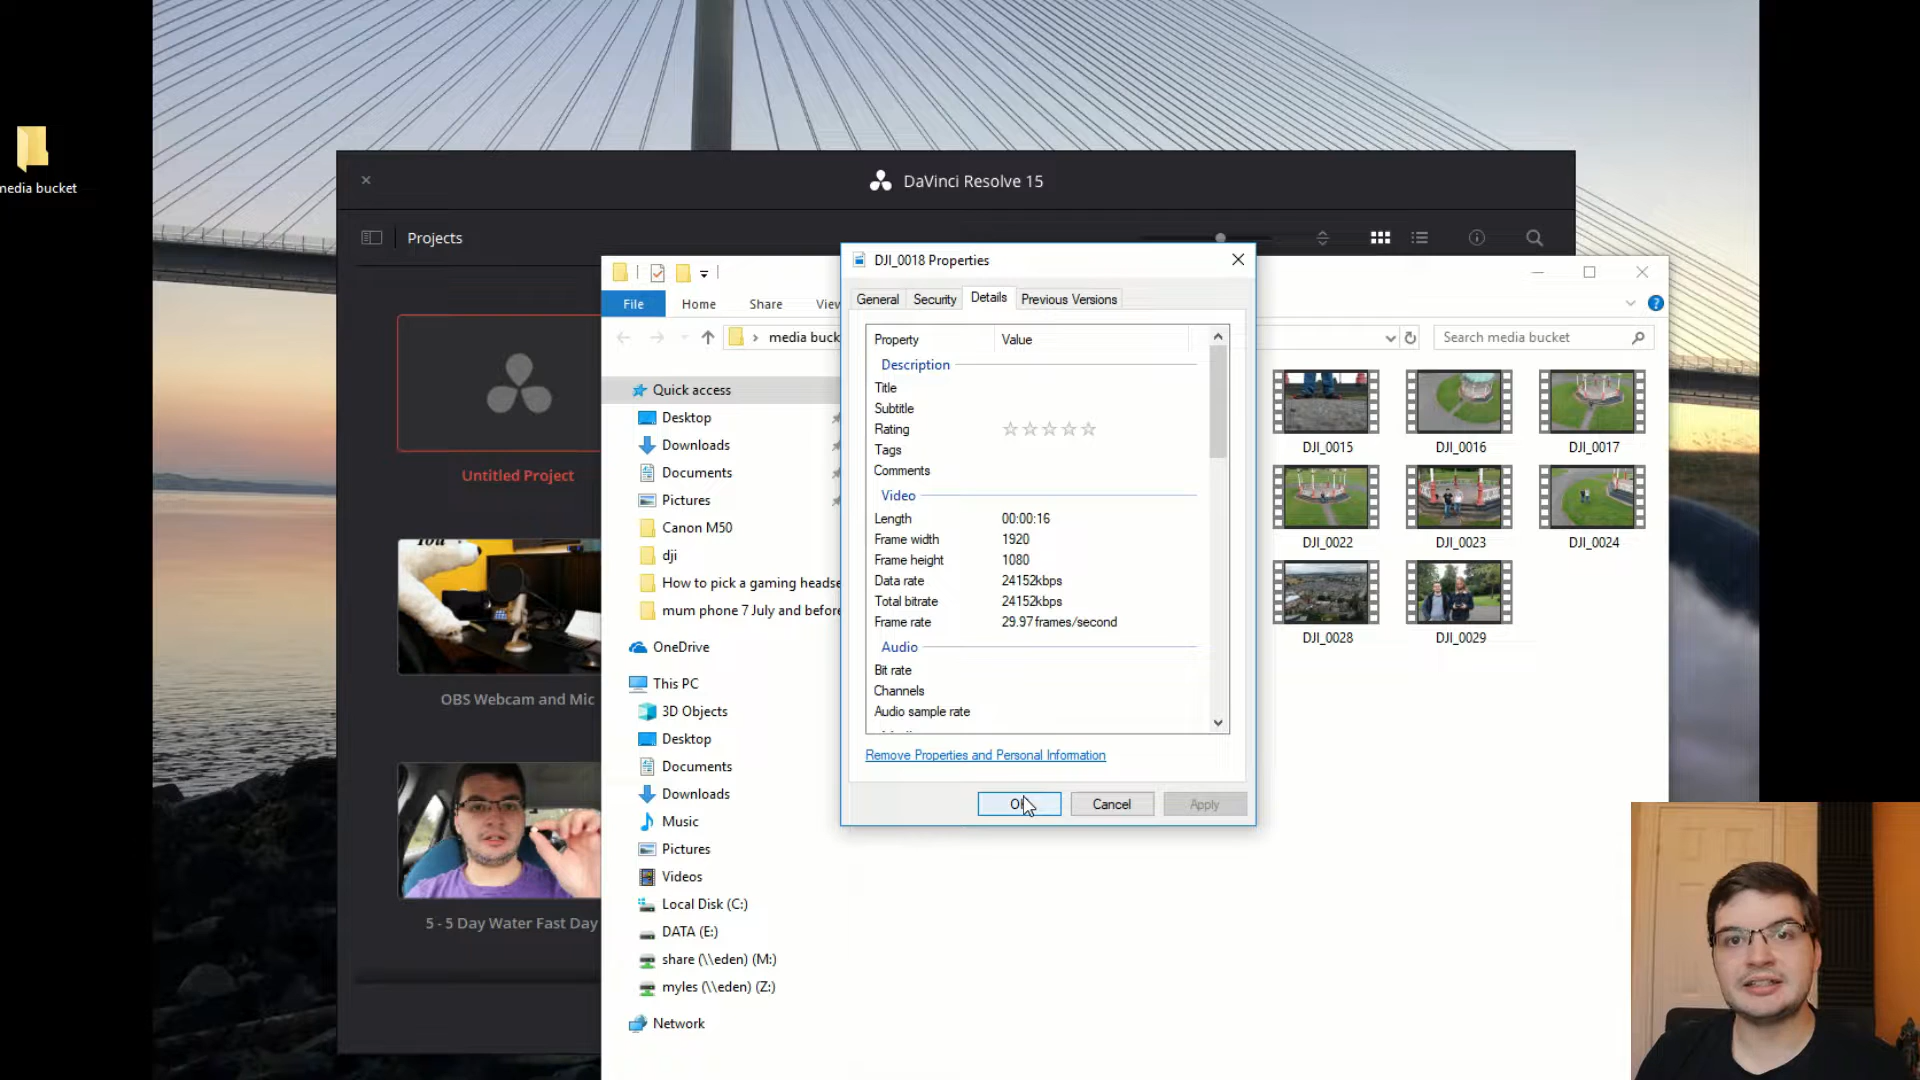 media bucket
DaVinci Resolve 15
Projects
Untitled Project
OBS Webcam and Mic
5 - 5 Day Water Fast Day
File
Home
Share
View
media buck
Search media bucket
Quick access
Desktop
Downloads
Documents
Pictures
Canon M50
dji
How to pick a gaming headse
mum phone 7 July and before
OneDrive
This PC
3D Objects
Desktop
Documents
Downloads
Music
Pictures
Videos
Local Disk (C:)
DATA (E:)
share (\\eden) (M:)
myles (\\eden) (Z:)
Network
DJI_0018 Properties
General
Security
Details
Previous Versions
Property Value
Description
Title
Subtitle
Rating
Tags
Comments
Video
Length 00:00:16
Frame width 1920
Frame height 1080
Data rate 24152kbps
Total bitrate 24152kbps
Frame rate 29.97 frames/second
Audio
Bit rate
Channels
Audio sample rate
Remove Properties and Personal Information
OK
Cancel
Apply
DJI_0015
DJI_0016
DJI_0017
DJI_0022
DJI_0023
DJI_0024
DJI_0028
DJI_0029